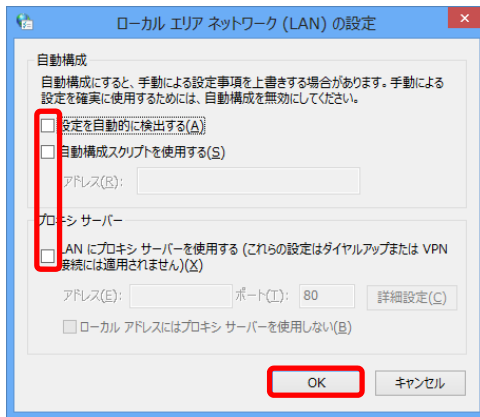 ローカル エリア ネットワーク (LAN) の設定
自動構成
自動構成にすると、手動による設定事項を上書きする場合があります。手動による
設定を確実に使用するためには、自動構成を無効にしてください。
設定を自動的に検出する(A)
自動構成スクリプトを使用する(S)
アドレス(R):
プロキシ サーバー
LAN にプロキシ サーバーを使用する (これらの設定はダイヤルアップまたは VPN
接続には適用されません)(X)
アドレス(E): ポート(T): 80 詳細設定(C)
ローカル アドレスにはプロキシ サーバーを使用しない(B)
OK キャンセル